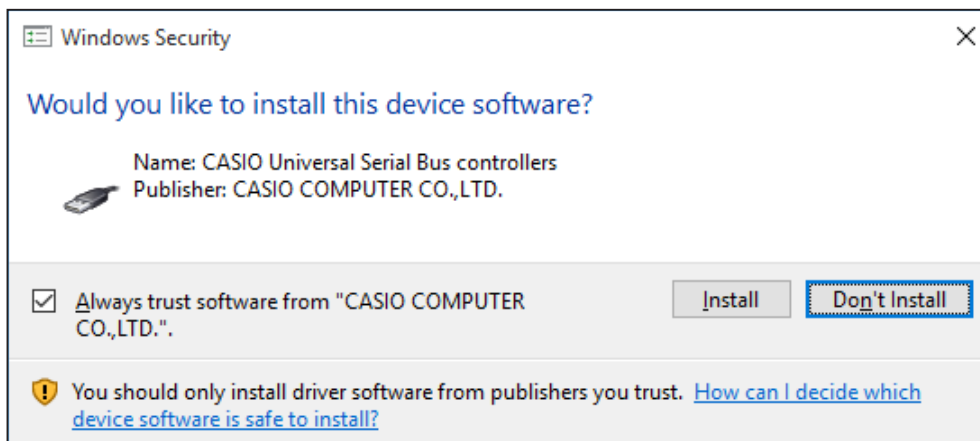 Windows Security
Would you like to install this device software?
Name: CASIO Universal Serial Bus controllers
Publisher: CASIO COMPUTER CO.,LTD.
Always trust software from "CASIO COMPUTER
CO.,LTD.".
Install
Don't Install
You should only install driver software from publishers you trust. How can I decide which
device software is safe to install?